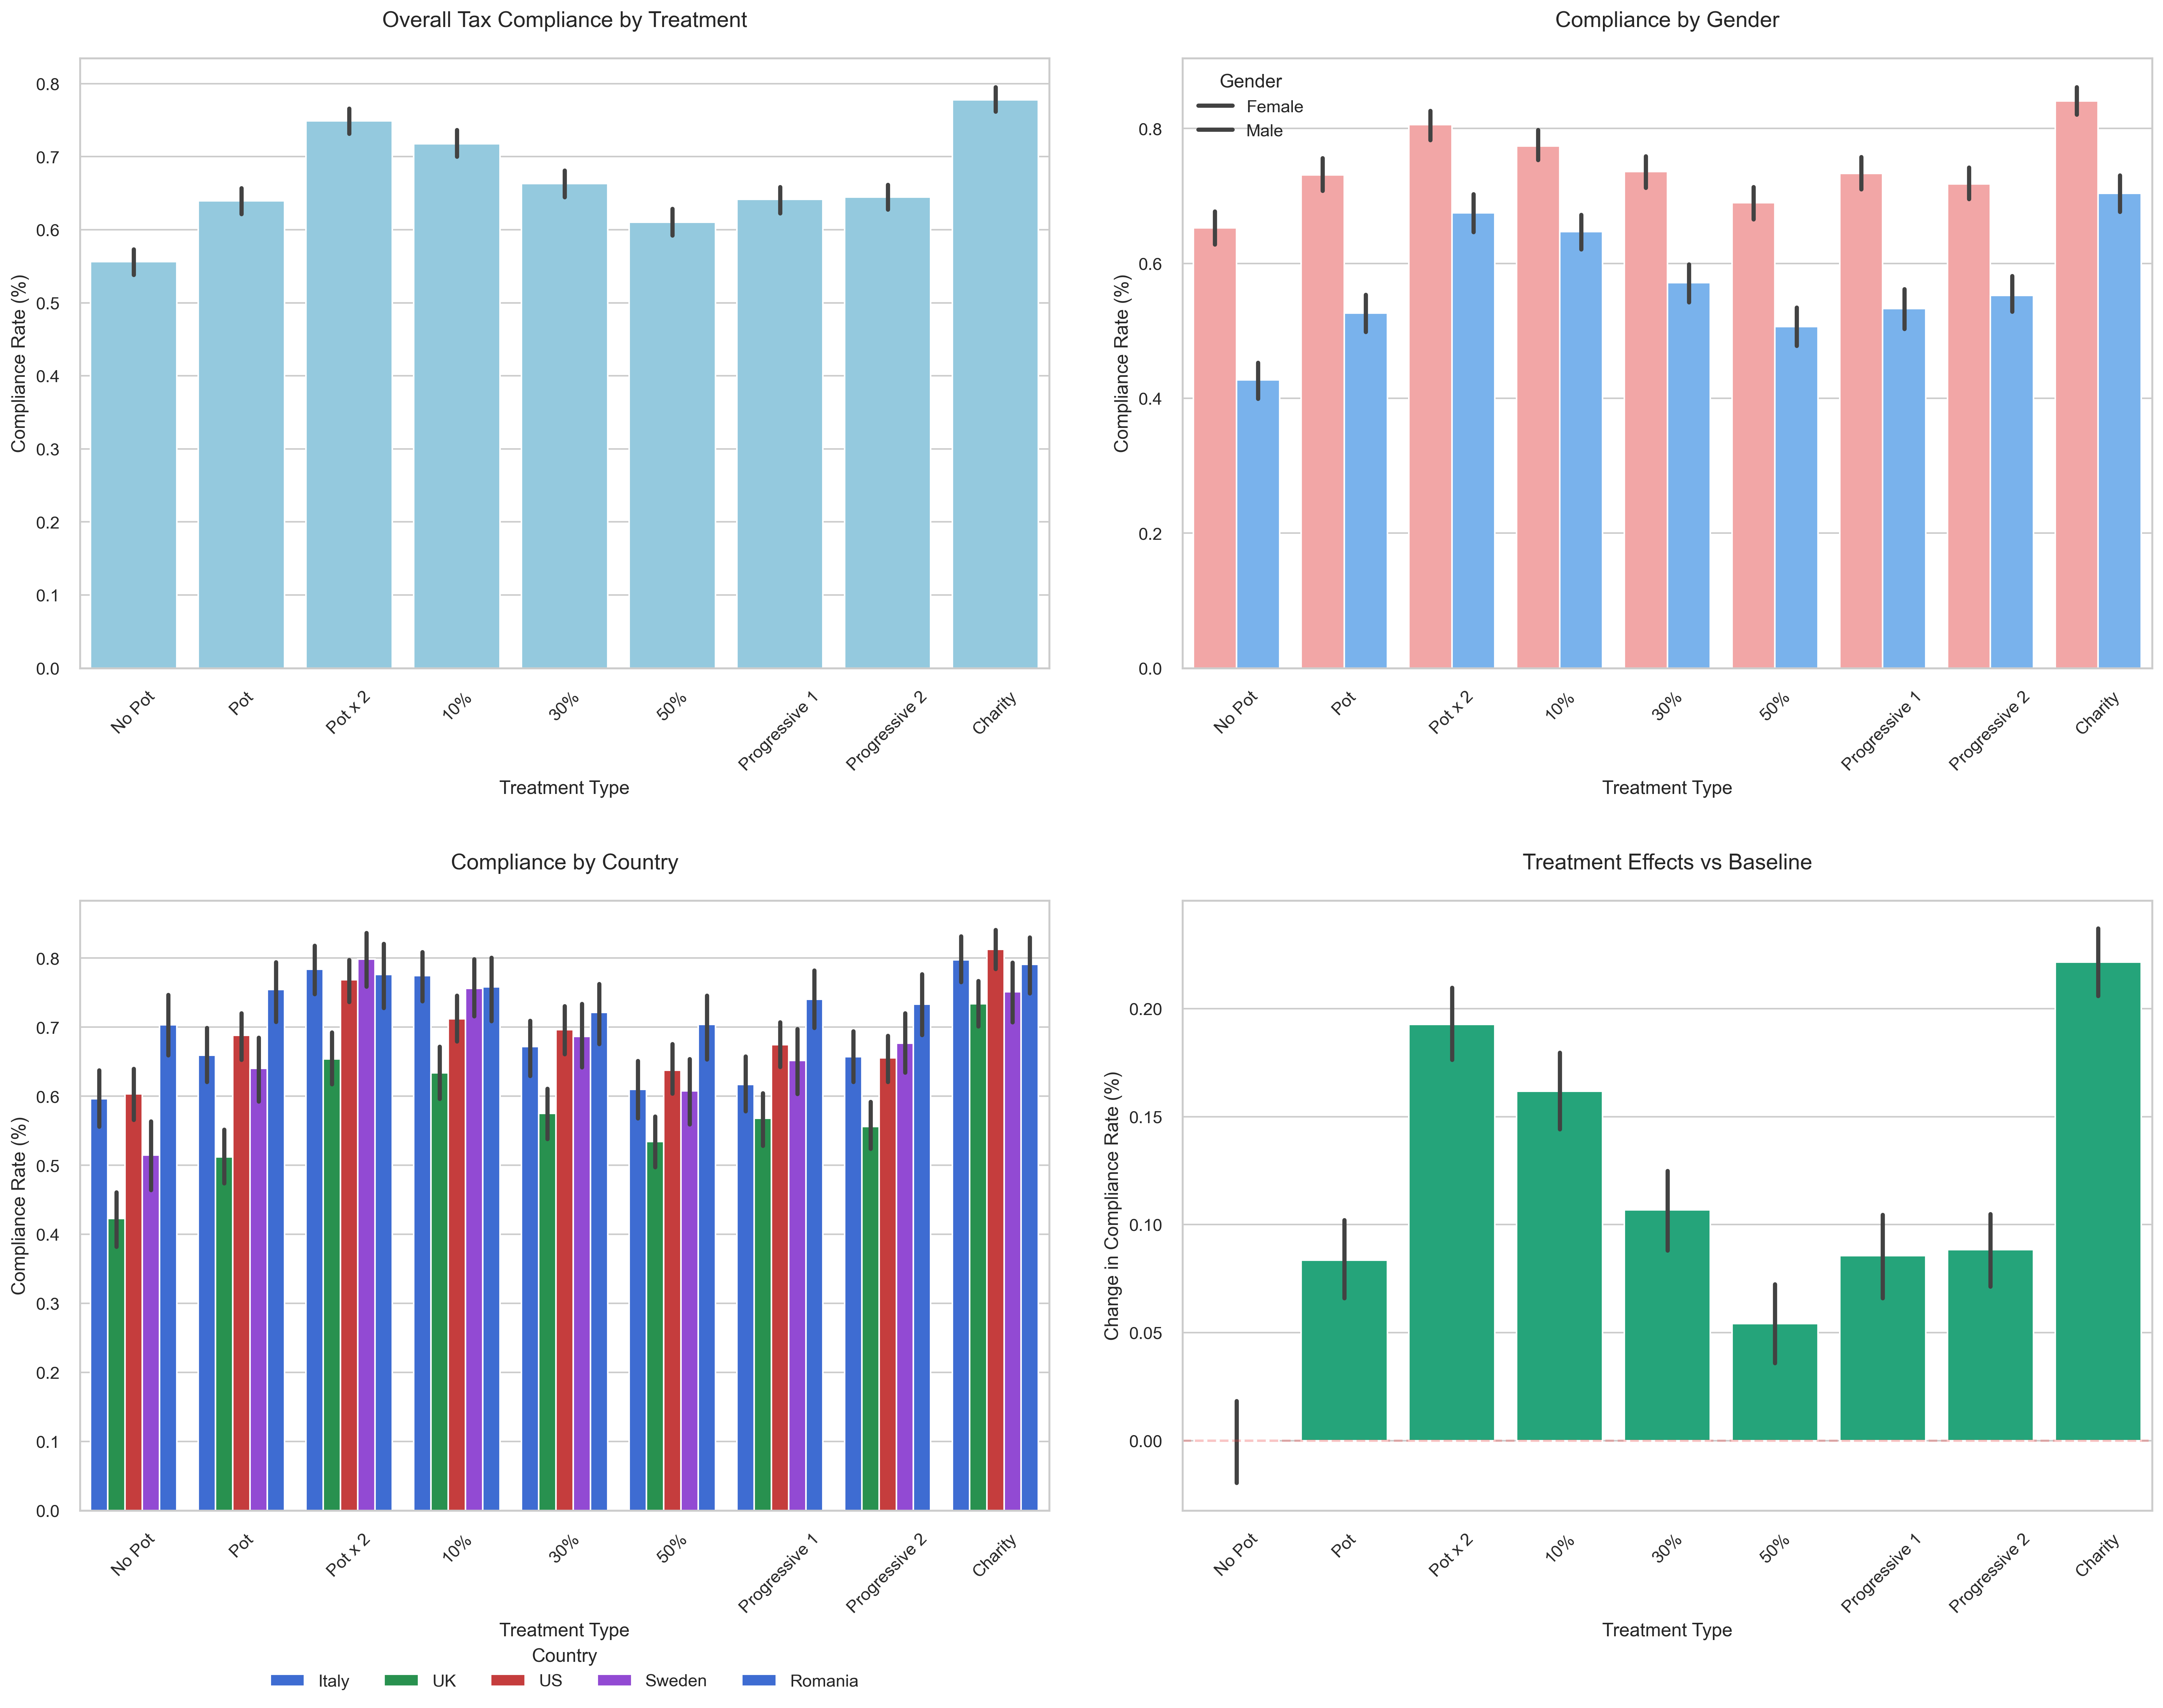 Overall Tax Compliance by Treatment
Compliance Rate (%)
0.8
0.7
0.6
0.5
0.4
0.3
0.2
0.1
0.0
No Pot
Pot
Pot x 2
10%
30%
50%
Progressive 1
Progressive 2
Charity
Treatment Type
Compliance by Gender
Gender
Female
Male
Compliance Rate (%)
0.8
0.6
0.4
0.2
0.0
No Pot
Pot
Pot x 2
10%
30%
50%
Progressive 1
Progressive 2
Charity
Treatment Type
Compliance by Country
Compliance Rate (%)
0.8
0.7
0.6
0.5
0.4
0.3
0.2
0.1
0.0
No Pot
Pot
Pot x 2
10%
30%
50%
Progressive 1
Progressive 2
Charity
Treatment Type
Country
Italy UK US Sweden Romania
Treatment Effects vs Baseline
Change in Compliance Rate (%)
0.20
0.15
0.10
0.05
0.00
No Pot
Pot
Pot x 2
10%
30%
50%
Progressive 1
Progressive 2
Charity
Treatment Type